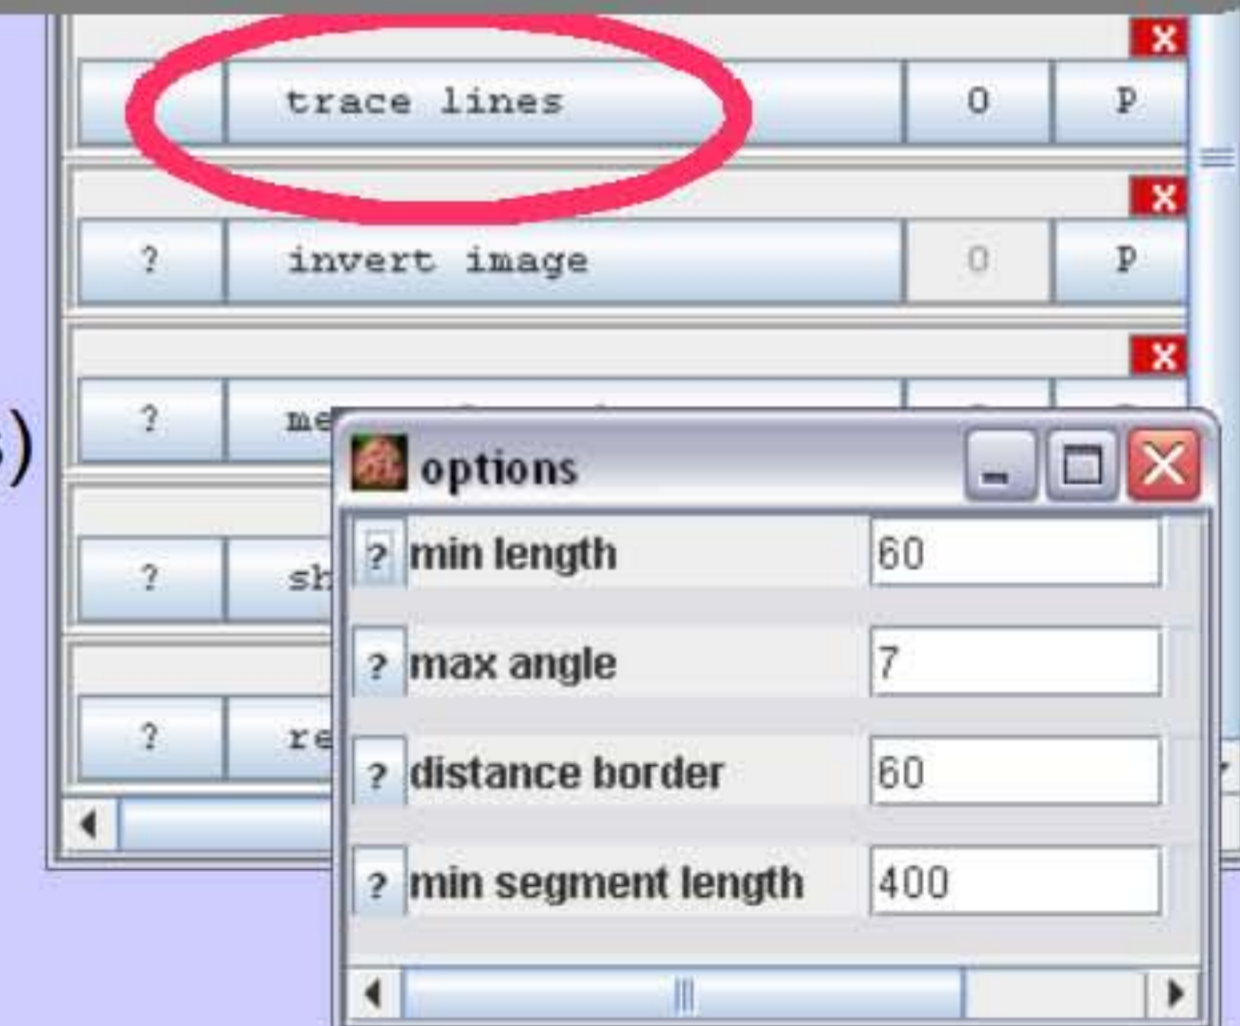 X
trace lines O P
X
? invert image O P
X
?
options
? min length 60
?
? max angle 7
?
? distance border 60
? min segment length 400